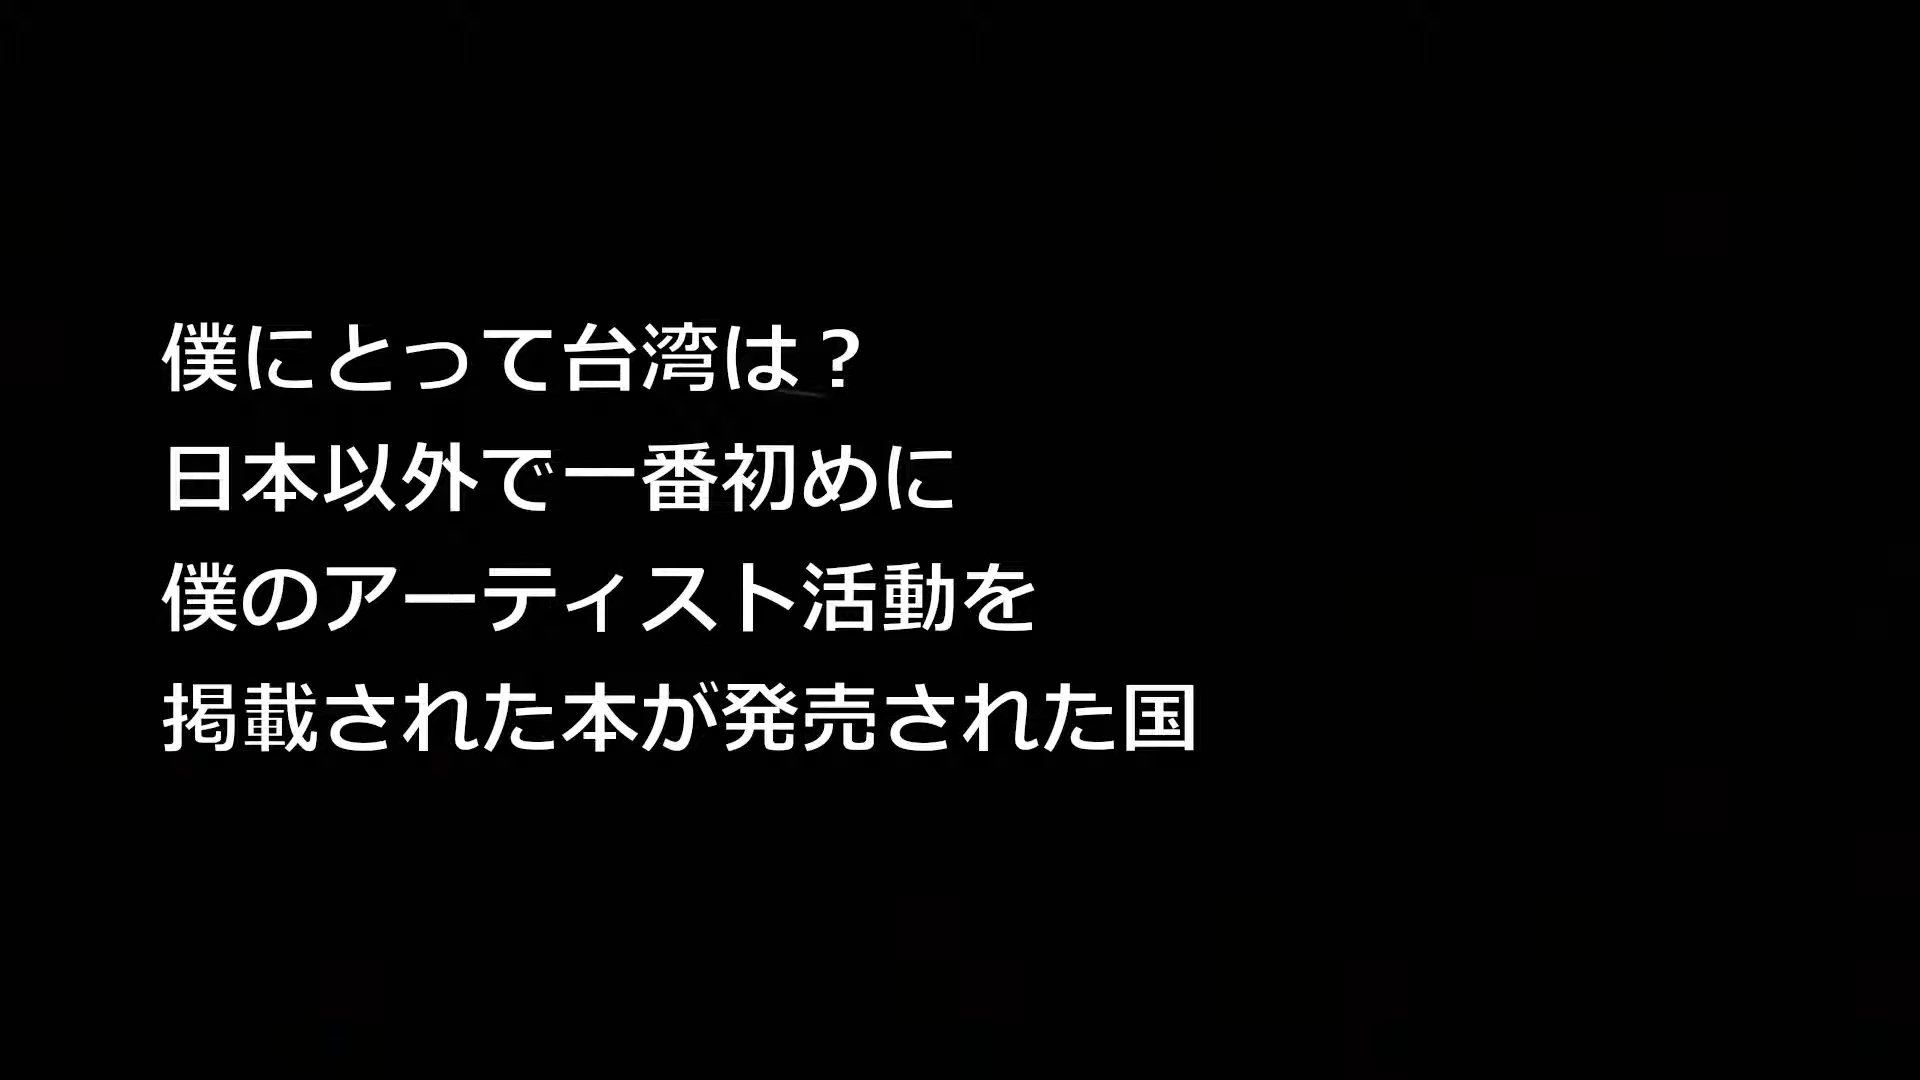 僕にとって台湾は？
日本以外で一番初めに
僕のアーティスト活動を
掲載された本が発売された国